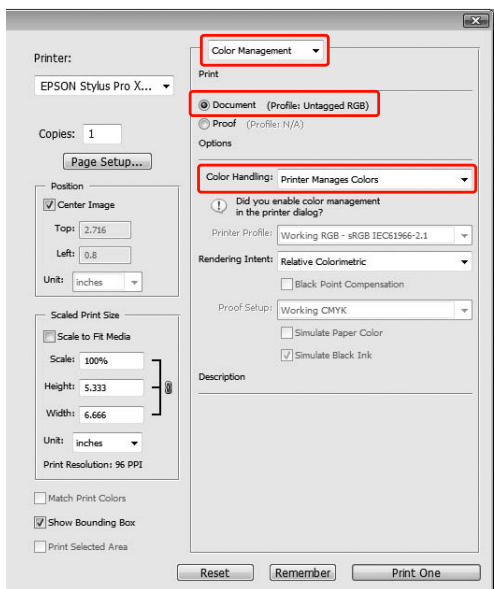 Printer:
EPSON Stylus Pro X...
Copies: 1
Page Setup...
Position
Center Image
Top: 2.716
Left: 0.8
Unit: inches
Scaled Print Size
Scale to Fit Media
Scale: 100%
Height: 5.333
Width: 6.666
Unit: inches
Print Resolution: 96 PPI
Match Print Colors
Show Bounding Box
Print Selected Area
Color Management
Print
Document (Profile: Untagged RGB)
Proof (Profile: N/A)
Options
Color Handling: Printer Manages Colors
Did you enable color management
in the printer dialog?
Printer Profile: Working RGB - sRGB IEC61966-2.1
Rendering Intent: Relative Colorimetric
Black Point Compensation
Proof Setup: Working CMYK
Simulate Paper Color
Simulate Black Ink
Description
Reset Remember Print One